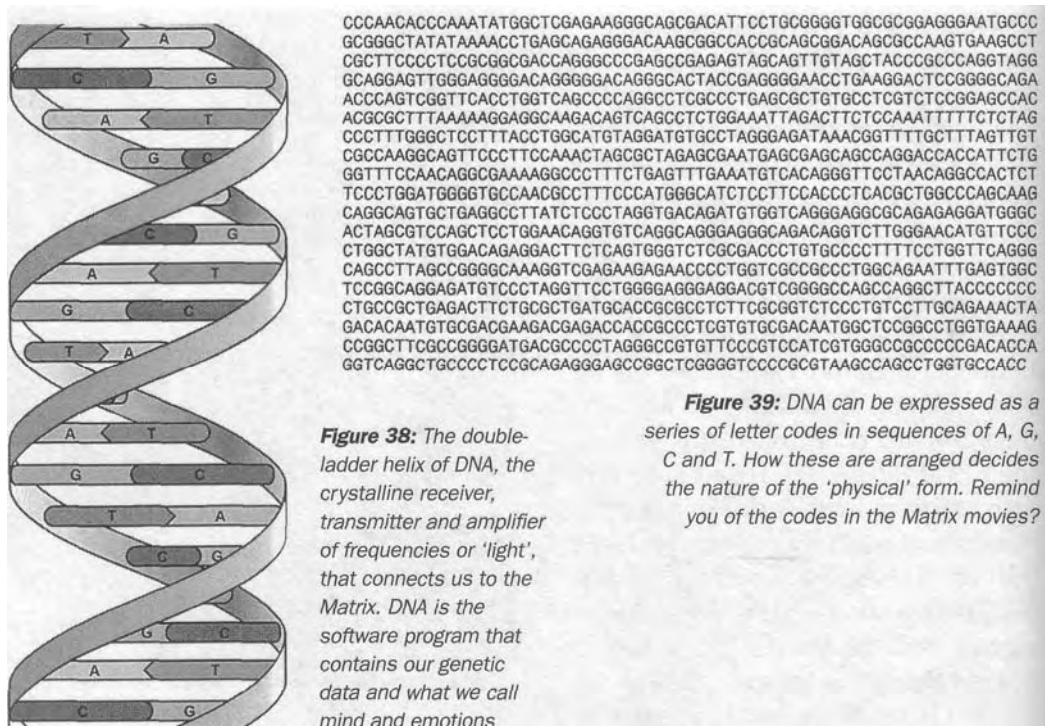 T A
C G
A T
G C
C G
A T
G C
T A
A T
G C
T A
C G
G C
A T
C G
CCCAACACCCAAATATGGCTCGAGAAGGGCAGCGACATTCCTGCGGGGTGGCGCGGAGGGAATGCCC
GCGGGCTATATAAAACCTGAGCAGAGGGACAAGCGGCCACCGCAGCGGACAGCGCCAAGTGAAGCCT
CGCTTCCCCTCCGCGGCGACCAGGGCCCGAGCCGAGAGTAGCAGTTGTAGCTACCCGCCCAGGTAGG
GCAGGAGTTGGGAGGGGACAGGGGGACAGGGCACTACCGAGGGGAACCTGAAGGACTCCGGGGCAGA
ACCCAGTCGGTTCACCTGGTCAGCCCCAGGCCTCGCCCTGAGCGCTGTGCCTCGTCTCCGGAGCCAC
ACGCGCTTTAAAAAGGAGGCAAGACAGTCAGCCTCTGGAAATTAGACTTCTCCAAATTTTTCTCTAG
CCCTTTGGGCTCCTTTACCTGGCATGTAGGATGTGCCTAGGGAGATAAACGGTTTTGCTTTAGTTGT
CGCCAAGGCAGTTCCCTTCCAAACTAGCGCTAGAGCGAATGAGCGAGCAGCCAGGACCACCATTCTG
GGTTTCCAACAGGCGAAAAGGCCCTTTCTGAGTTTGAAATGTCACAGGGTTCCTAACAGGCCACTCT
TCCCTGGATGGGGTGCCAACGCCTTTCCCATGGGCATCTCCTTCCACCCTCACGCTGGCCCAGCAAG
CAGGCAGTGCTGAGGCCTTATCTCCCTAGGTGACAGATGTGGTCAGGGAGGCGCAGAGAGGATGGGC
ACTAGCGTCCAGCTCCTGGAACAGGTGTCAGGCAGGGAGGGCAGACAGGTCTTGGGAACATGTTCCC
CTGGCTATGTGGACAGAGGACTTCTCAGTGGGTCTCGCGACCCTGTGCCCCTTTTCCTGGTTCAGGG
CAGCCTTAGCCGGGGCAAAGGTCGAGAAGAGAACCCCTGGTCGCCGCCCTGGCAGAATTTGAGTGGC
TCCGGCAGGAGATGTCCCTAGGTTCCTGGGGAGGGAGGACGTCGGGGCCAGCCAGGCTTACCCCCCC
CTGCCGCTGAGACTTCTGCGCTGATGCACCGCGCCTCTTCGCGGTCTCCCTGTCCTTGCAGAAACTA
GACACAATGTGCGACGAAGACGAGACCACCGCCCTCGTGTGCGACAATGGCTCCGGCCTGGTGAAAG
CCGGCTTCGCCGGGGATGACGCCCCTAGGGCCGTGTTCCCGTCCATCGTGGGCCGCCCCCGACACCA
GGTCAGGCTGCCCCTCCGCAGAGGGAGCCGGCTCGGGGTCCCCGCGTAAGCCAGCCTGGTGCCACC
Figure 38: The double-
ladder helix of DNA, the
crystalline receiver,
transmitter and amplifier
of frequencies or 'light',
that connects us to the
Matrix. DNA is the
software program that
contains our genetic
data and what we call
mind and emotions
Figure 39: DNA can be expressed as a
series of letter codes in sequences of A, G,
C and T. How these are arranged decides
the nature of the 'physical' form. Remind
you of the codes in the Matrix movies?